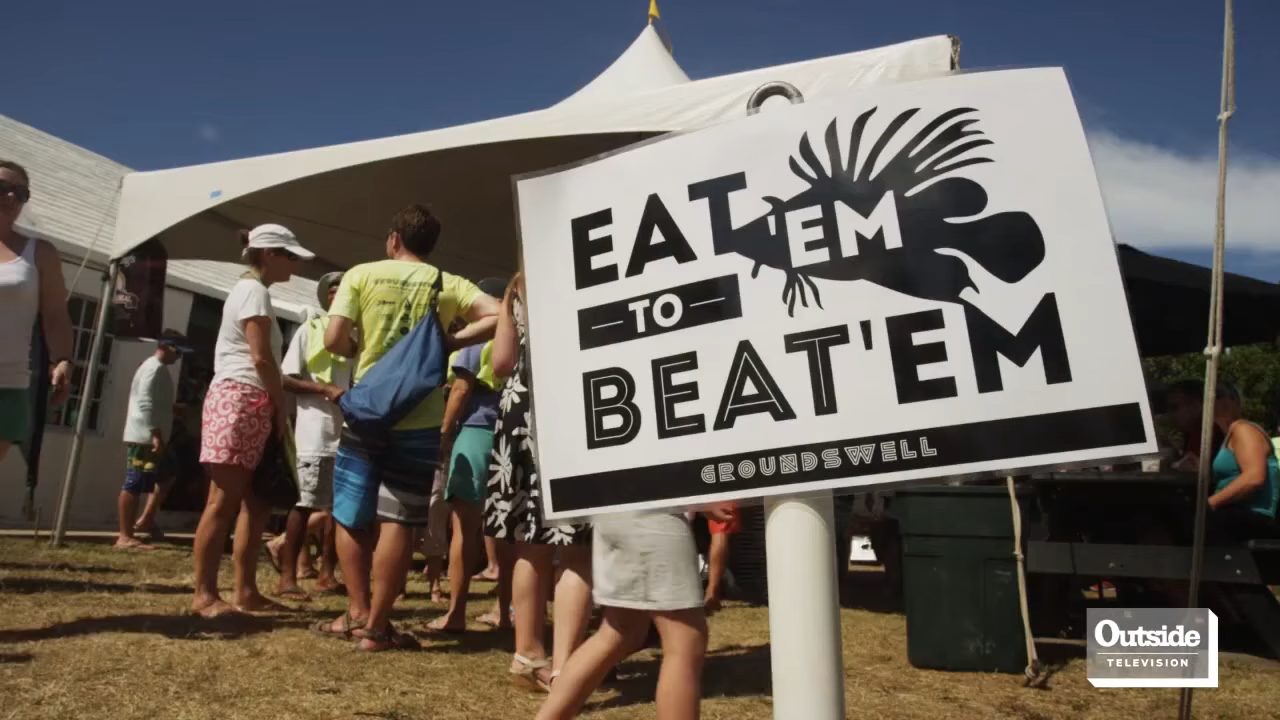 EAT 'EM
TO
BEAT 'EM
GROUNDSWELL
Outside
TELEVISION